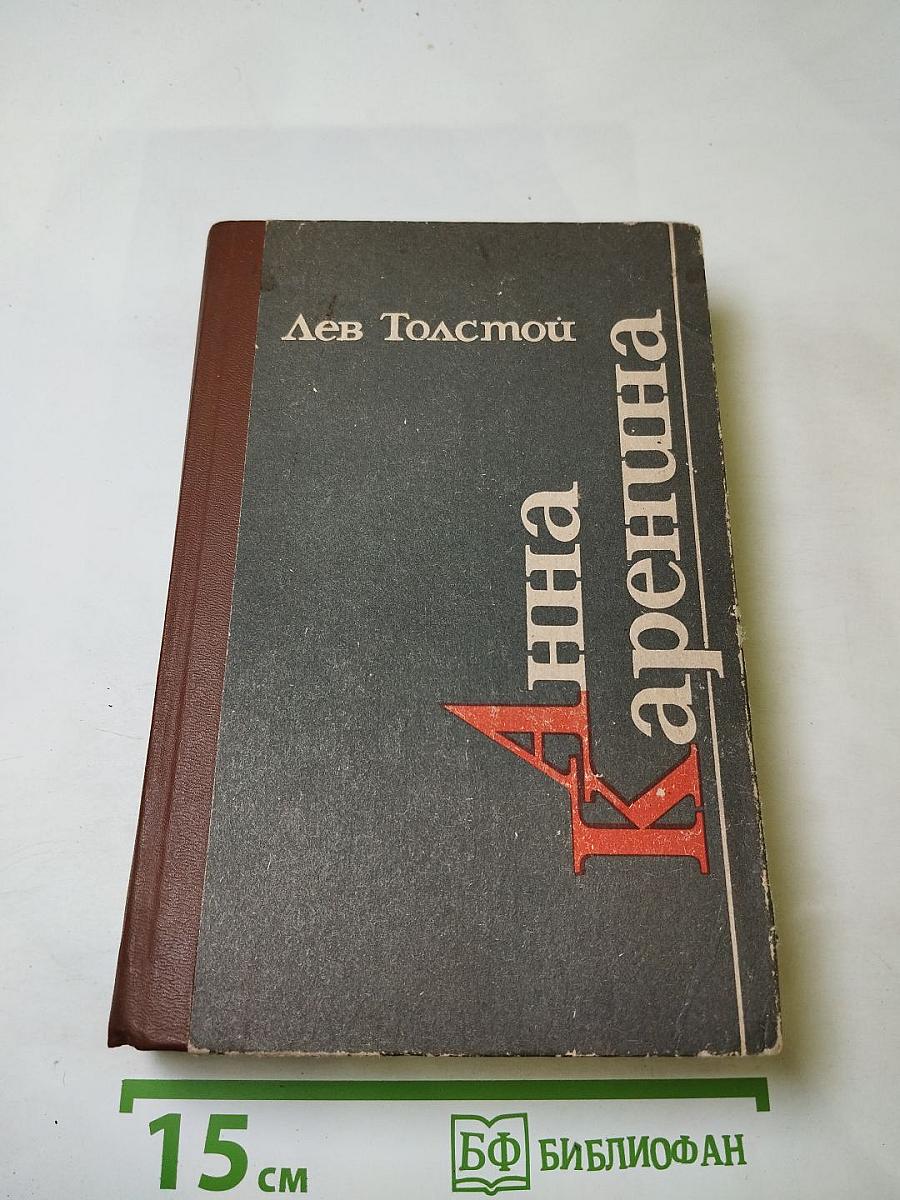 Лев Толстой
Анна
Каренина
15 см
БФ БИБЛИОФАН